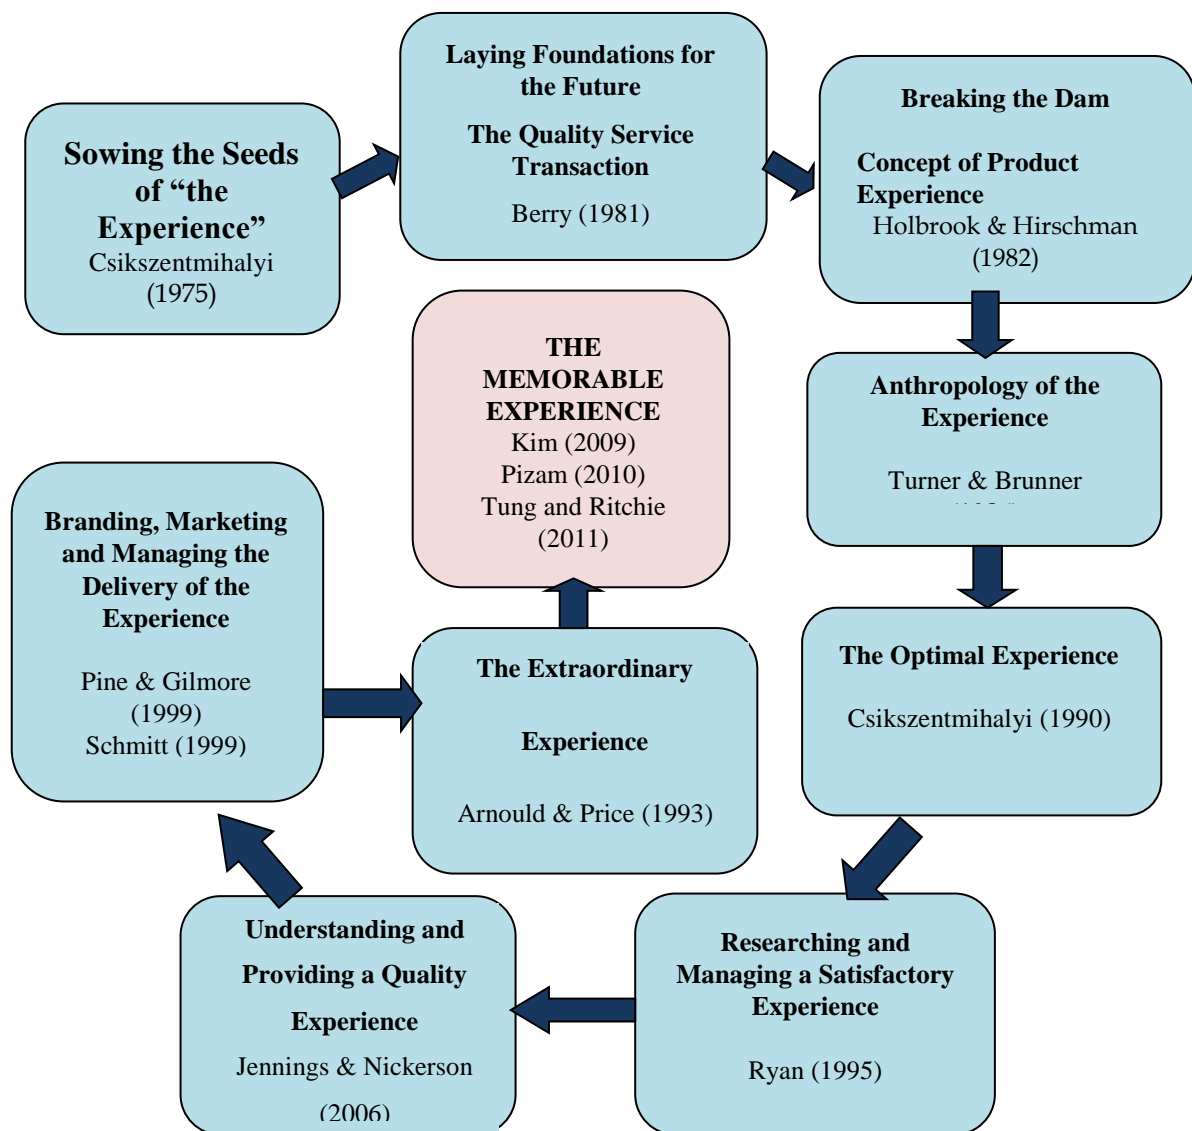 Sowing the Seeds
of “the
Experience”
Csikszentmihalyi
(1975)
Laying Foundations for
the Future
The Quality Service
Transaction
Berry (1981)
Breaking the Dam
Concept of Product
Experience
Holbrook & Hirschman
(1982)
Anthropology of the
Experience
Turner & Brunner
The Optimal Experience
Csikszentmihalyi (1990)
Researching and
Managing a Satisfactory
Experience
Ryan (1995)
Understanding and
Providing a Quality
Experience
Jennings & Nickerson
(2006)
Branding, Marketing
and Managing the
Delivery of the
Experience
Pine & Gilmore
(1999)
Schmitt (1999)
The Extraordinary
Experience
Arnould & Price (1993)
THE
MEMORABLE
EXPERIENCE
Kim (2009)
Pizam (2010)
Tung and Ritchie
(2011)